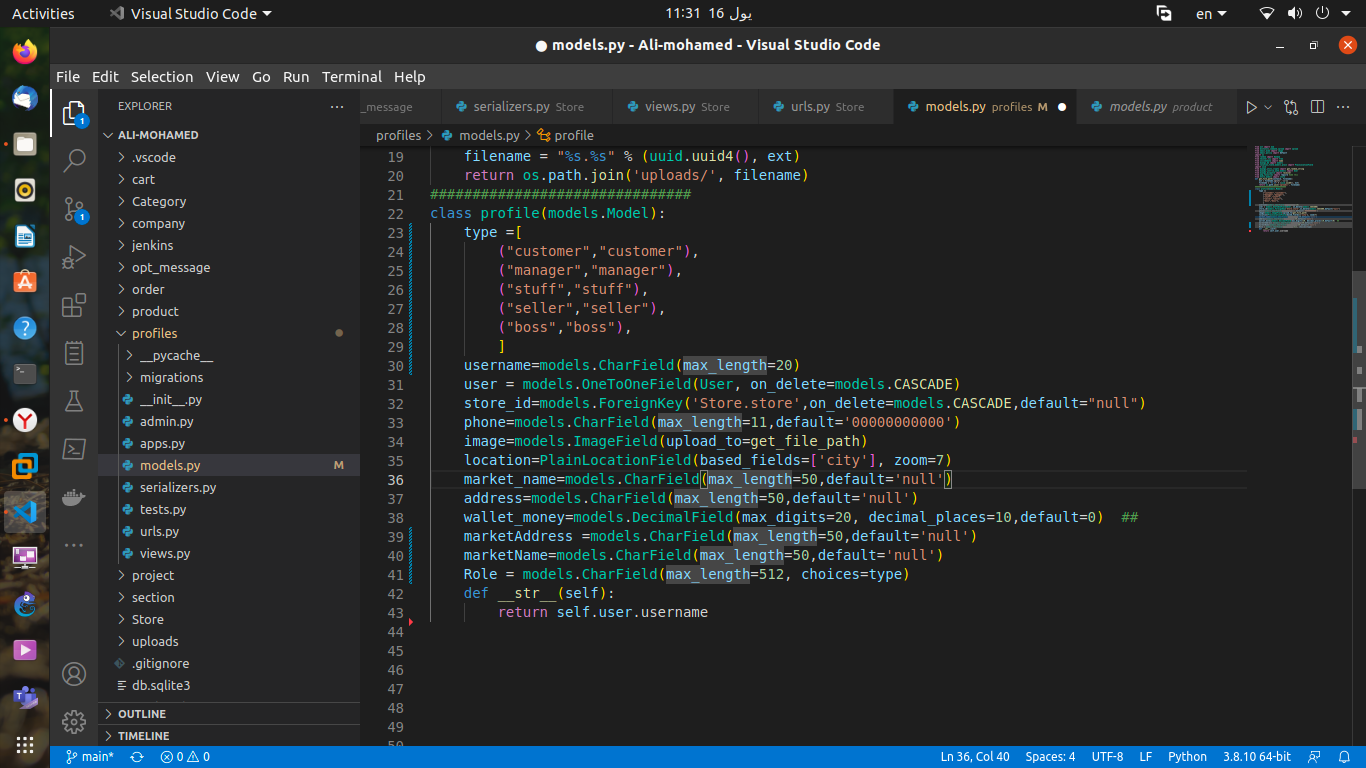 Activities
Visual Studio Code
يول 16 11:31
en
models.py - Ali-mohamed - Visual Studio Code
File Edit Selection View Go Run Terminal Help
EXPLORER
_message
serializers.py Store
views.py Store
urls.py Store
models.py profiles M
models.py product
profiles > models.py > profile
1
1
ALI-MOHAMED
.vscode
cart
Category
company
jenkins
opt_message
order
product
profiles
__pycache__
migrations
__init__.py
admin.py
apps.py
models.py M
serializers.py
tests.py
urls.py
views.py
project
section
Store
uploads
.gitignore
db.sqlite3
OUTLINE
TIMELINE
19 filename = "%s.%s" % (uuid.uuid4(), ext)
20 return os.path.join('uploads/', filename)
21 ###############################
22 class profile(models.Model):
23 type =[
24 ("customer","customer"),
25 ("manager","manager"),
26 ("stuff","stuff"),
27 ("seller","seller"),
28 ("boss","boss"),
29 ]
30 username=models.CharField(max_length=20)
31 user = models.OneToOneField(User, on_delete=models.CASCADE)
32 store_id=models.ForeignKey('Store.store',on_delete=models.CASCADE,default="null")
33 phone=models.CharField(max_length=11,default='00000000000')
34 image=models.ImageField(upload_to=get_file_path)
35 location=PlainLocationField(based_fields=['city'], zoom=7)
36 market_name=models.CharField(max_length=50,default='null')
37 address=models.CharField(max_length=50,default='null')
38 wallet_money=models.DecimalField(max_digits=20, decimal_places=10,default=0) ##
39 marketAddress =models.CharField(max_length=50,default='null')
40 marketName=models.CharField(max_length=50,default='null')
41 Role = models.CharField(max_length=512, choices=type)
42 def __str__(self):
43 return self.user.username
44
45
46
47
48
49
50
main* 0 0 Ln 36, Col 40 Spaces: 4 UTF-8 LF Python 3.8.10 64-bit